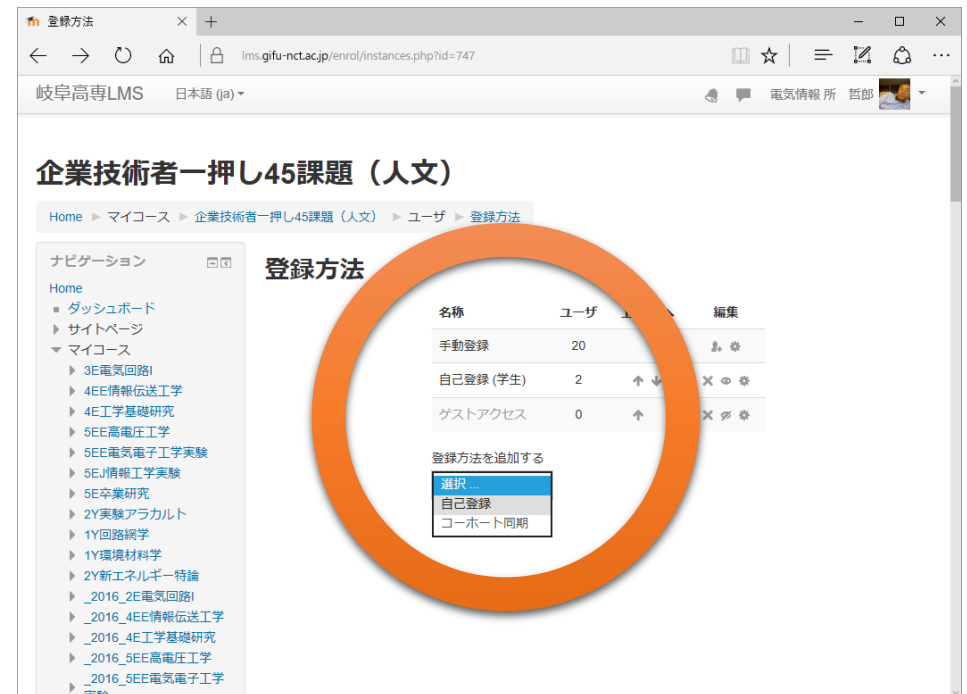 登録方法
lms.gifu-nct.ac.jp/enrol/instances.php?id=747
岐阜高専LMS 日本語 (ja) 電気情報 所 哲郎
企業技術者一押し45課題（人文）
Home マイコース 企業技術者一押し45課題（人文） ユーザ 登録方法
ナビゲーション
Home
ダッシュボード
サイトページ
マイコース
3E電気回路I
4EE情報伝送工学
4E工学基礎研究
5EE高電圧工学
5EE電気電子工学実験
5EJ情報工学実験
5E卒業研究
2Y実験アラカルト
1Y回路網学
1Y環境材料学
2Y新エネルギー特論
_2016_2E電気回路I
_2016_4EE情報伝送工学
_2016_4E工学基礎研究
_2016_5EE高電圧工学
_2016_5EE電気電子工学
登録方法
名称 ユーザ 編集
手動登録 20
自己登録 (学生) 2
ゲストアクセス 0
登録方法を追加する
選択 ...
自己登録
コーホート同期